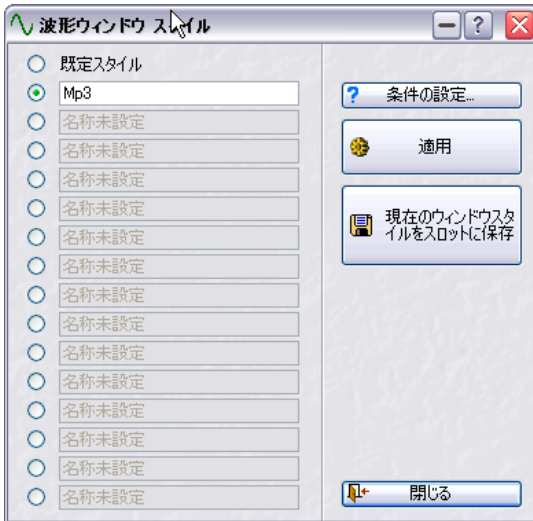 波形ウィンドウ スタイル
既定スタイル
Mp3
名称未設定
名称未設定
名称未設定
名称未設定
名称未設定
名称未設定
名称未設定
名称未設定
名称未設定
名称未設定
名称未設定
名称未設定
名称未設定
名称未設定
条件の設定...
適用
現在のウィンドウスタ
イルをスロットに保存
閉じる